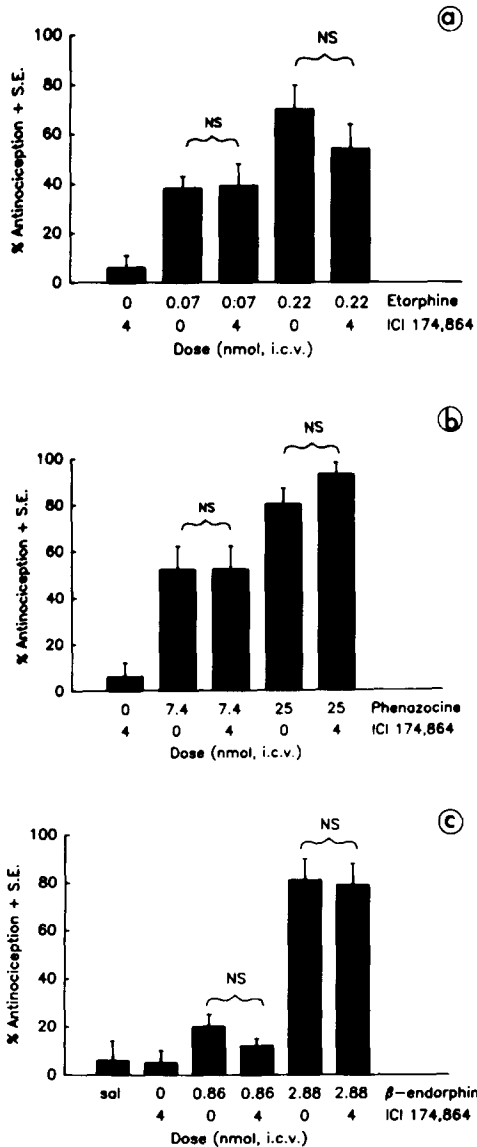 a
% Antinociception + S.E.
100
80
60
40
20
0
NS
NS
0 0.07 0:07 0.22 0.22 Etorphine
4 0 4 0 4 ICI 174,864
Dose (nmol, i.c.v.)
b
% Antinociception + S.E.
100
80
60
40
20
0
NS
NS
0 7.4 7.4 25 25 Phenazocine
4 0 4 0 4 ICI 174,864
Dose (nmol, i.c.v.)
c
% Antinociception + S.E.
100
80
60
40
20
0
NS
NS
sal 0 0.86 0.86 2.88 2.88 β-endorphin
4 0 4 0 4 ICI 174,864
Dose (nmol, i.c.v.)